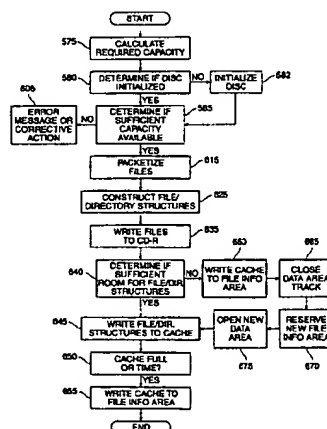 START
575
CALCULATE
REQUIRED CAPACITY
580
DETERMINE IF DISC
INITIALIZED
NO
582
INITIALIZE
DISC
YES
585
DETERMINE IF
SUFFICIENT
CAPACITY
AVAILABLE
NO
ERROR
MESSAGE OR
CORRECTIVE
ACTION
YES
615
PACKETIZE
FILES
625
CONSTRUCT FILE/
DIRECTORY STRUCTURES
635
WRITE FILES
TO CD-R
640
DETERMINE IF
SUFFICIENT
ROOM FOR FILE/DIR.
STRUCTURES
NO
WRITE CACHE
TO FILE INFO
AREA
CLOSE
DATA AREA
TRACK
YES
645
WRITE FILE/DIR.
STRUCTURES TO CACHE
OPEN NEW
DATA
AREA
675
RESERVE
NEW FILE
INFO AREA
670
650
CACHE FULL
OR TIME?
YES
655
WRITE CACHE TO
FILE INFO AREA
END